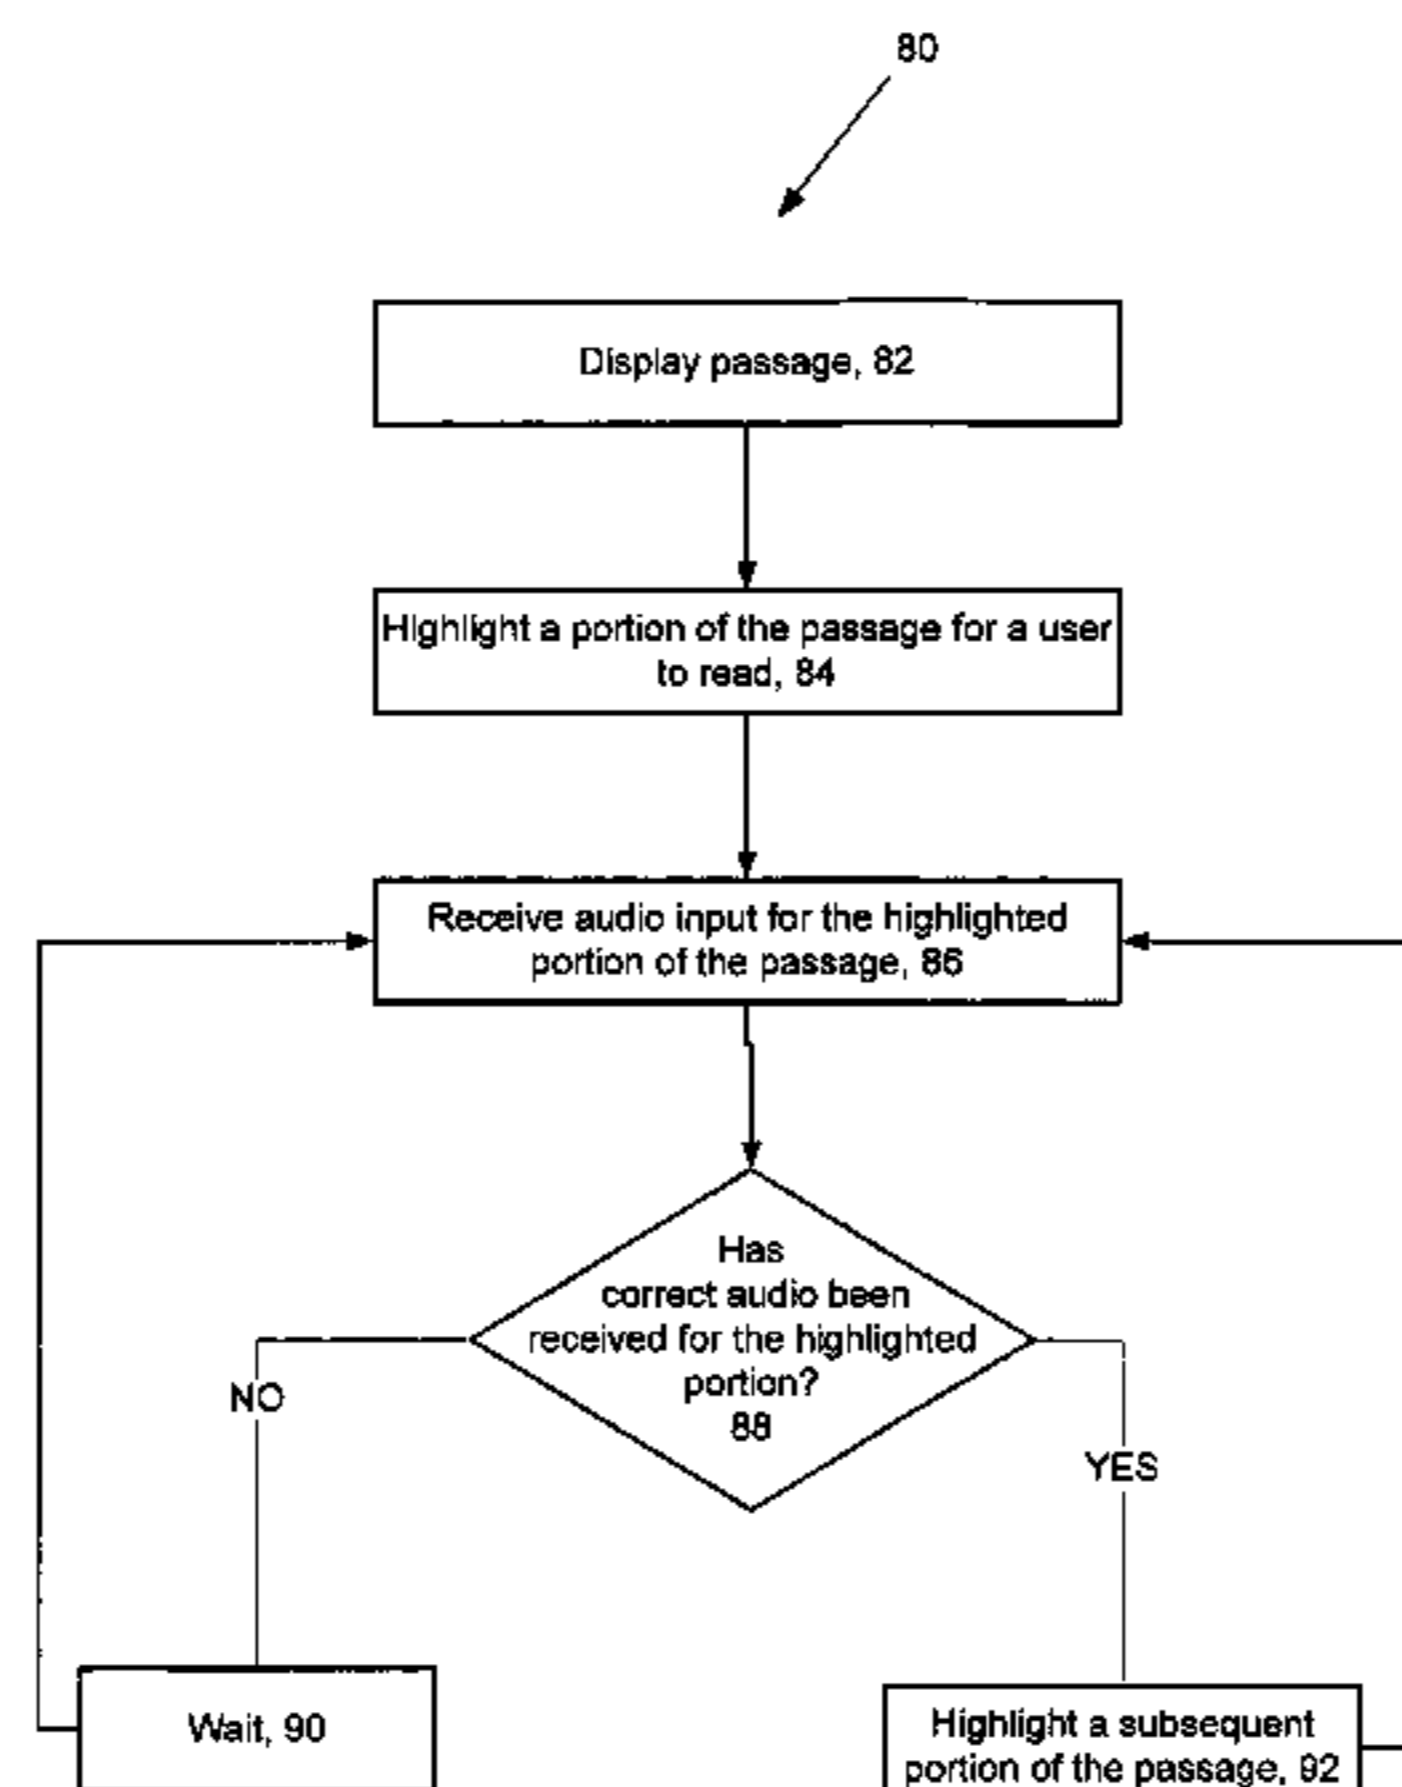 80
Display passage, 82
Highlight a portion of the passage for a user
to read, 84
Receive audio input for the highlighted
portion of the passage, 86
Has
correct audio been
received for the highlighted
portion?
88
NO
YES
Wait, 90
Highlight a subsequent
portion of the passage, 92